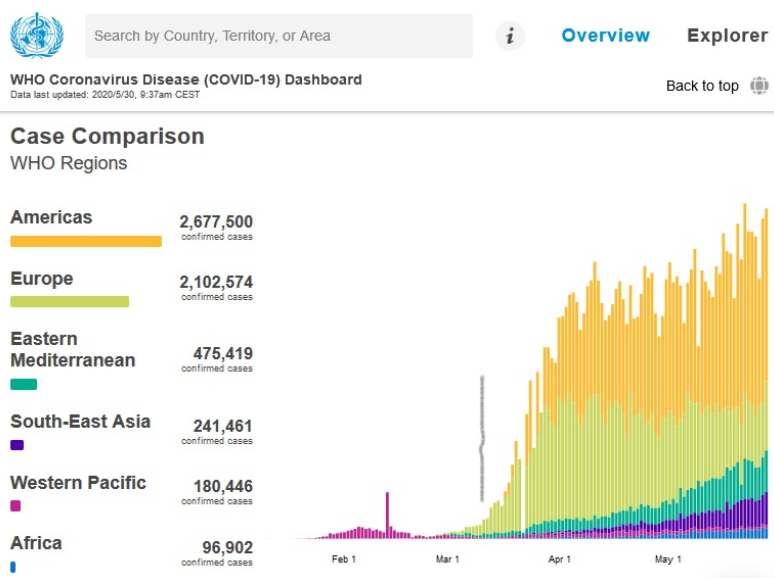 Search by Country, Territory, or Area
i
Overview
Explorer
WHO Coronavirus Disease (COVID-19) Dashboard
Data last updated: 2020/5/30, 9:37am CEST
Back to top
Case Comparison
WHO Regions
Americas
2,677,500
confirmed cases
Europe
2,102,574
confirmed cases
Eastern
Mediterranean
475,419
confirmed cases
South-East Asia
241,461
confirmed cases
Western Pacific
180,446
confirmed cases
Africa
96,902
confirmed cases
Feb 1
Mar 1
Apr 1
May 1